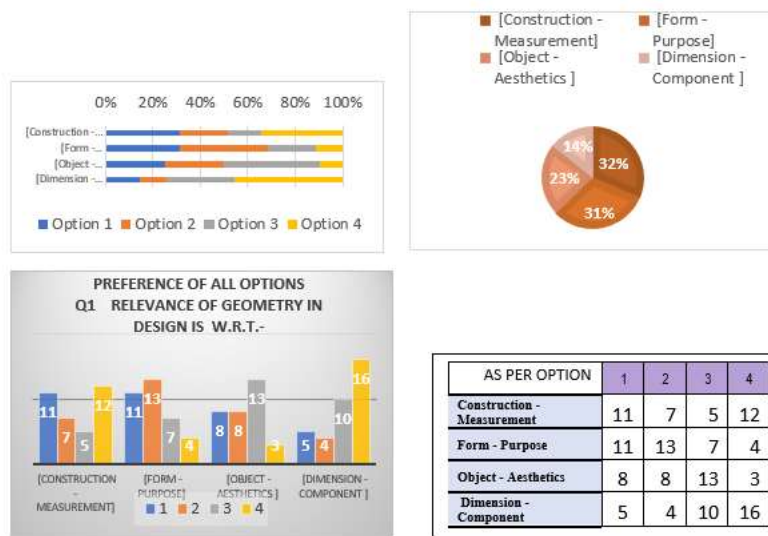 0% 20% 40% 60% 80% 100%
[Construction -...
[Form -...
[Object -...
[Dimension -...
Option 1 Option 2 Option 3 Option 4
[Construction - Measurement] [Form - Purpose]
[Object - Aesthetics ] [Dimension - Component ]
14%
32%
23%
31%
PREFERENCE OF ALL OPTIONS
Q1 RELEVANCE OF GEOMETRY IN
DESIGN IS W.R.T.-
11 7 5 12 11 13 7 4 8 8 13 3 5 4 10 16
[CONSTRUCTION - MEASUREMENT] [FORM - PURPOSE] [OBJECT - AESTHETICS ] [DIMENSION - COMPONENT ]
1 2 3 4
AS PER OPTION 1 2 3 4
Construction - Measurement 11 7 5 12
Form - Purpose 11 13 7 4
Object - Aesthetics 8 8 13 3
Dimension - Component 5 4 10 16